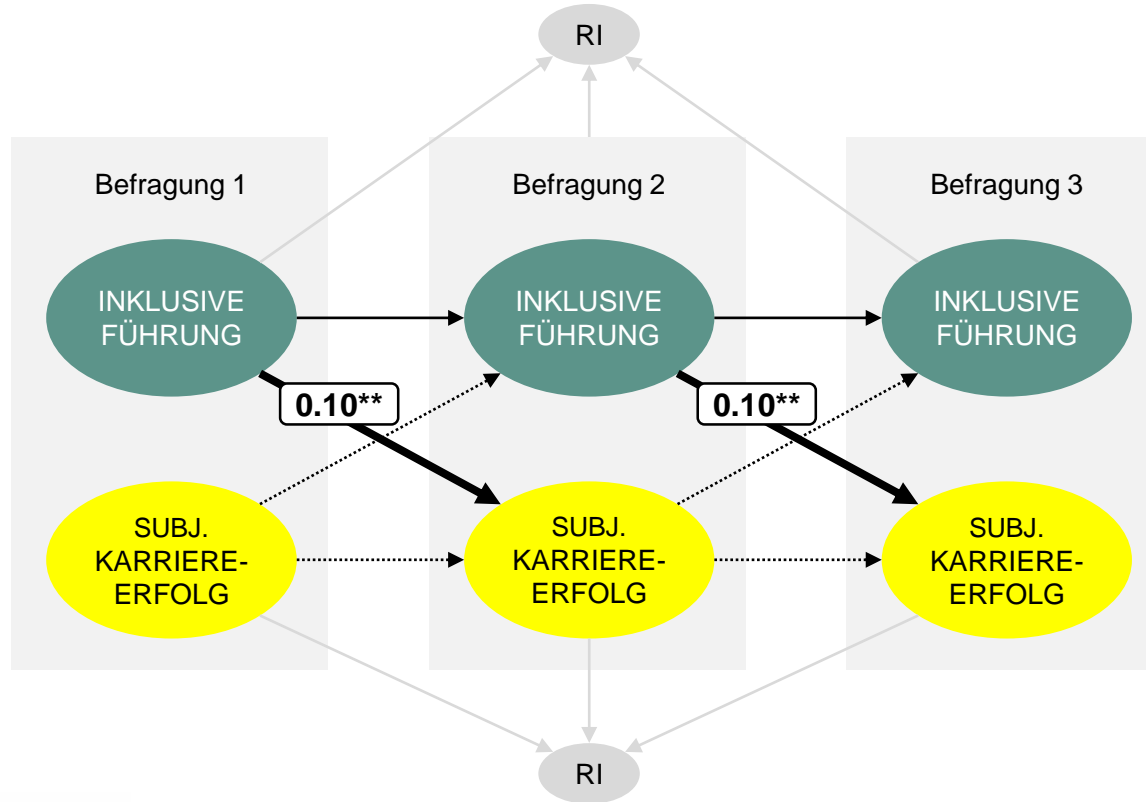 RI
Befragung 1
Befragung 2
Befragung 3
INKLUSIVE
FÜHRUNG
INKLUSIVE
FÜHRUNG
INKLUSIVE
FÜHRUNG
0.10**
0.10**
SUBJ.
KARRIERE-
ERFOLG
SUBJ.
KARRIERE-
ERFOLG
SUBJ.
KARRIERE-
ERFOLG
RI